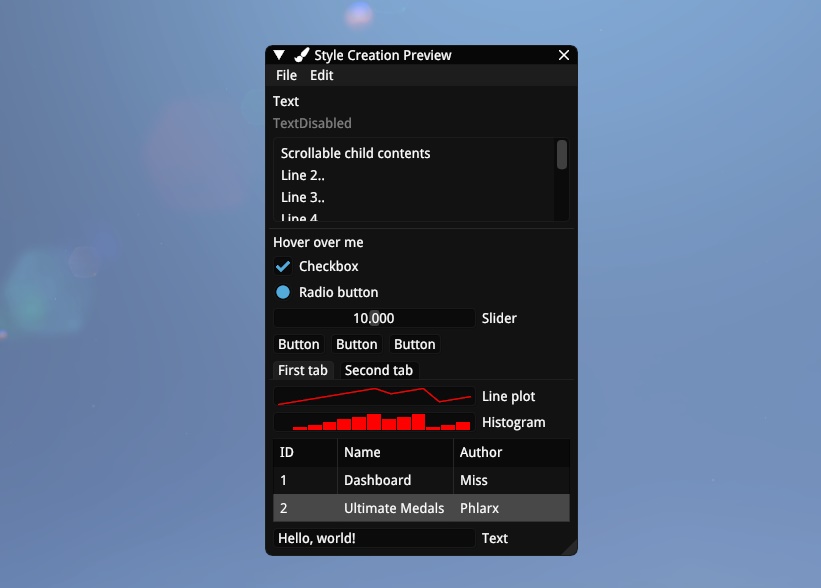 Style Creation Preview
File Edit
Text
TextDisabled
Scrollable child contents
Line 2..
Line 3..
Line 4
Hover over me
Checkbox
Radio button
10.000 Slider
Button Button Button
First tab Second tab
Line plot
Histogram
ID Name Author
1 Dashboard Miss
2 Ultimate Medals Phlarx
Hello, world! Text